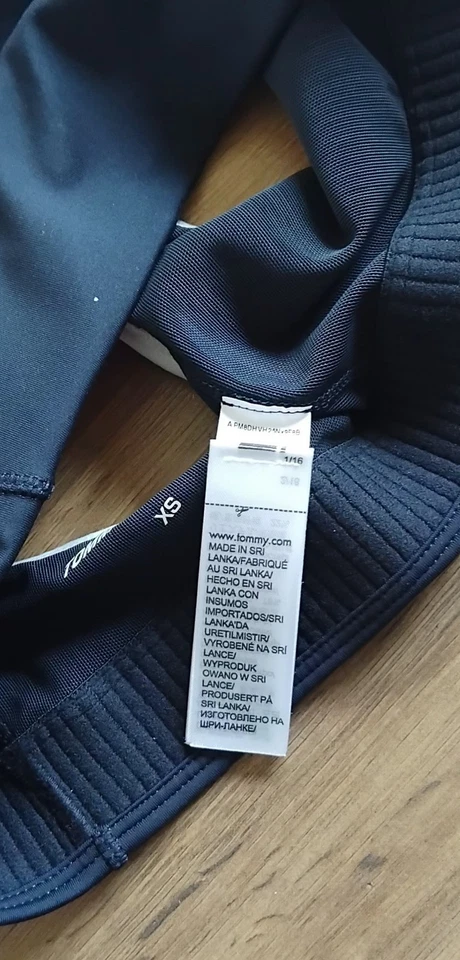 1/16
www.tommy.com
MADE IN SRI
LANKA/FABRIQUÉ
AU SRI LANKA/
HECHO EN SRI
LANKA CON
INSUMOS
IMPORTADOS/SRI
LANKA'DA
URETILMISTIR/
VYROBENÉ NA SRÍ
LANCE/
WYPRODUK
OWANO W SRI
LANCE/
PRODUSERT PÅ
SRI LANKA/
ИЗГОТОВЛЕНО НА
ШРИ-ЛАНКЕ/
XS